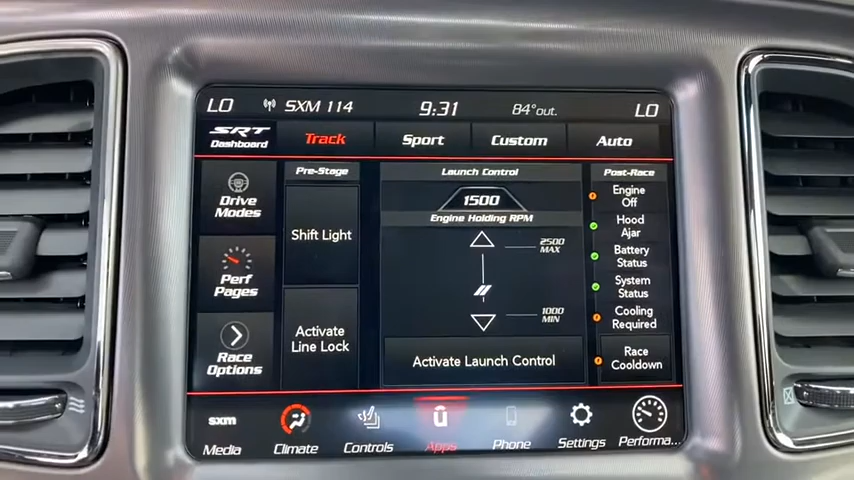 LO SXM 114 9:31 84°out. LO
SRT
Dashboard
Track Sport Custom Auto
Drive
Modes
Perf
Pages
Race
Options
Pre-Stage
Shift Light
Activate
Line Lock
Launch Control
1500
Engine Holding RPM
2500
MAX
1000
MIN
Activate Launch Control
Post-Race
Engine
Off
Hood
Ajar
Battery
Status
System
Status
Cooling
Required
Race
Cooldown
sxm
Media Climate Controls Apps Phone Settings Performa...